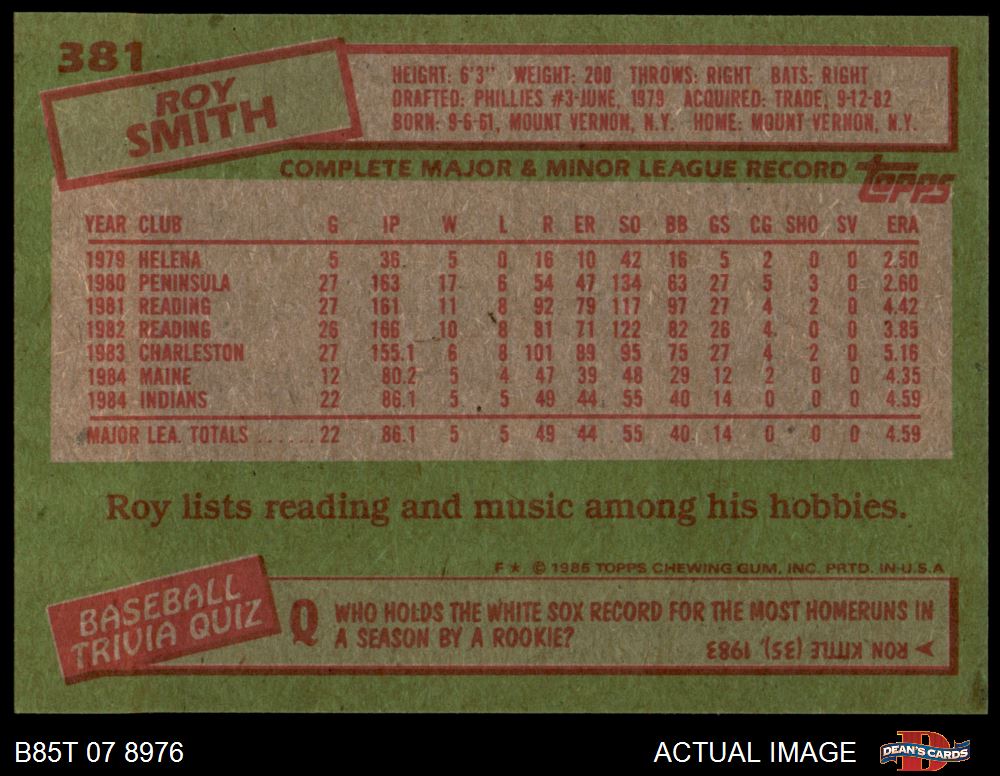 381
ROY
SMITH
HEIGHT: 6'3" WEIGHT: 200 THROWS: RIGHT BATS: RIGHT
DRAFTED: PHILLIES #3-JUNE, 1979 ACQUIRED: TRADE, 9-12-82
BORN: 9-6-61, MOUNT VERNON, N.Y. HOME: MOUNT VERNON, N.Y.
COMPLETE MAJOR & MINOR LEAGUE RECORD TOPPS
YEAR CLUB G IP W L R ER SO BB GS CG SHO SV ERA
1979 HELENA 5 36. 5 0 16 10 42 16 5 2 0 0 2.50
1980 PENINSULA 27 163 17 6 54 47 134 63 27 5 3 0 2.60
1981 READING 27 161 11 8 92 79 117 97 27 4 2 0 4.42
1982 READING 26 166 10 8 81 71 122 82 26 4 0 0 3.85
1983 CHARLESTON 27 155.1 6 8 101 89 95 75 27 4 2 0 5.16
1984 MAINE 12 80.2 5 4 47 39 48 29 12 2 0 0 4.35
1984 INDIANS 22 86.1 5 5 49 44 55 40 14 0 0 0 4.59
MAJOR LEA. TOTALS ...... 22 86.1 5 5 49 44 55 40 14 0 0 0 4.59
Roy lists reading and music among his hobbies.
F★ © 1985 TOPPS CHEWING GUM, INC. PRTD. IN U.S.A
BASEBALL
TRIVIA QUIZ
Q WHO HOLDS THE WHITE SOX RECORD FOR THE MOST HOMERUNS IN
A SEASON BY A ROOKIE?
RON KITTLE (35), 1983
B85T 07 8976
ACTUAL IMAGE
DEAN'S CARDS